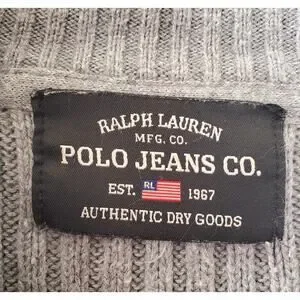 RALPH LAUREN
MFG. CO.
POLO JEANS CO.
EST. RL 1967
AUTHENTIC DRY GOODS